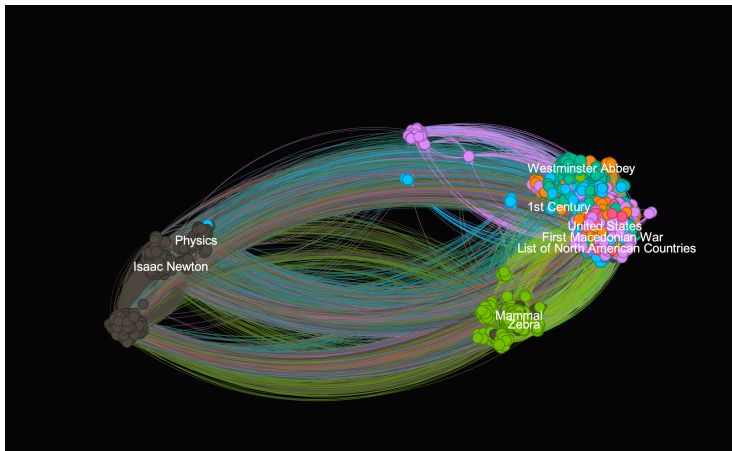 Westminster Abbey
1st Century
United States
Physics
First Macedonian War
List of North American Countries
Isaac Newton
Mammal
Zebra